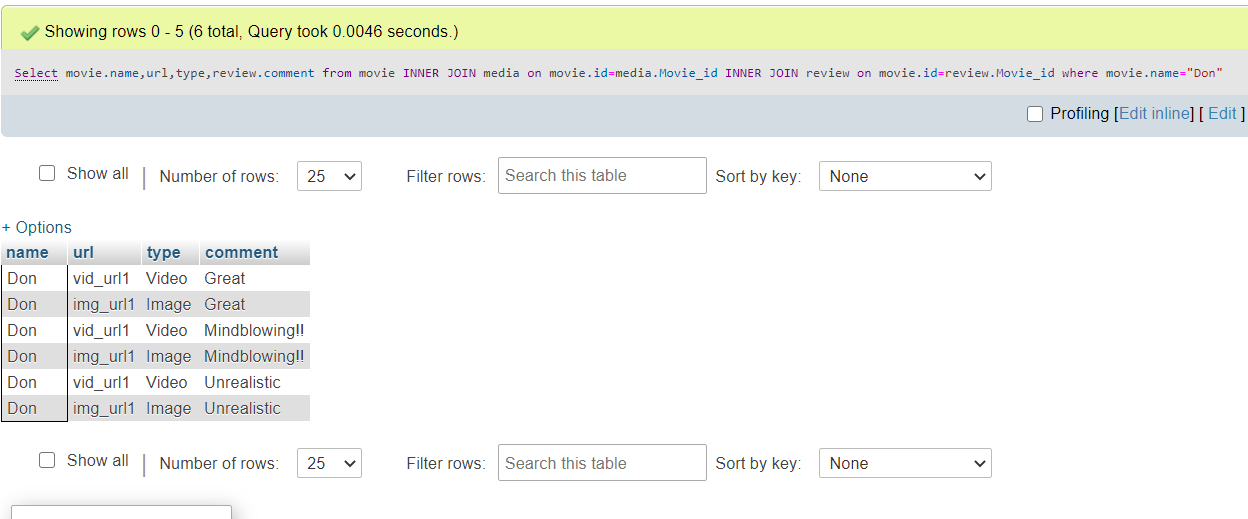 Showing rows 0 - 5 (6 total, Query took 0.0046 seconds.)
Select movie.name,url,type,review.comment from movie INNER JOIN media on movie.id=media.Movie_id INNER JOIN review on movie.id=review.Movie_id where movie.name="Don"
Profiling [Edit inline] [ Edit ]
Show all | Number of rows: 25 Filter rows: Search this table Sort by key: None
+ Options
name url type comment
Don vid_url1 Video Great
Don img_url1 Image Great
Don vid_url1 Video Mindblowing!!
Don img_url1 Image Mindblowing!!
Don vid_url1 Video Unrealistic
Don img_url1 Image Unrealistic
Show all | Number of rows: 25 Filter rows: Search this table Sort by key: None